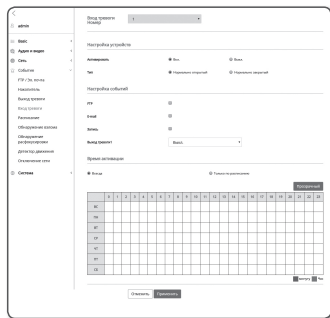 admin
Basic
Аудио и видео
Сеть
События
FTP / Эл. почта
Накопитель
Выход тревоги
Вход тревоги
Расписание
Обнаружение взлома
Обнаружение
расфокусировки
Детектор движения
Отключение сети
Система
Вход тревоги
Номер
1
Настройка устройств
Активировать
Вкл.
Выкл.
Тип
Нормально открытый
Нормально закрытый
Настройка событий
FTP
E-mail
Запись
Выход тревоги1
Выкл.
Время активации
Всегда
Только по расписанию
Прозрачный
0 1 2 3 4 5 6 7 8 9 10 11 12 13 14 15 16 17 18 19 20 21 22 23
ВС
ПН
ВТ
СР
ЧТ
ПТ
СБ
Час
Отменить Применить